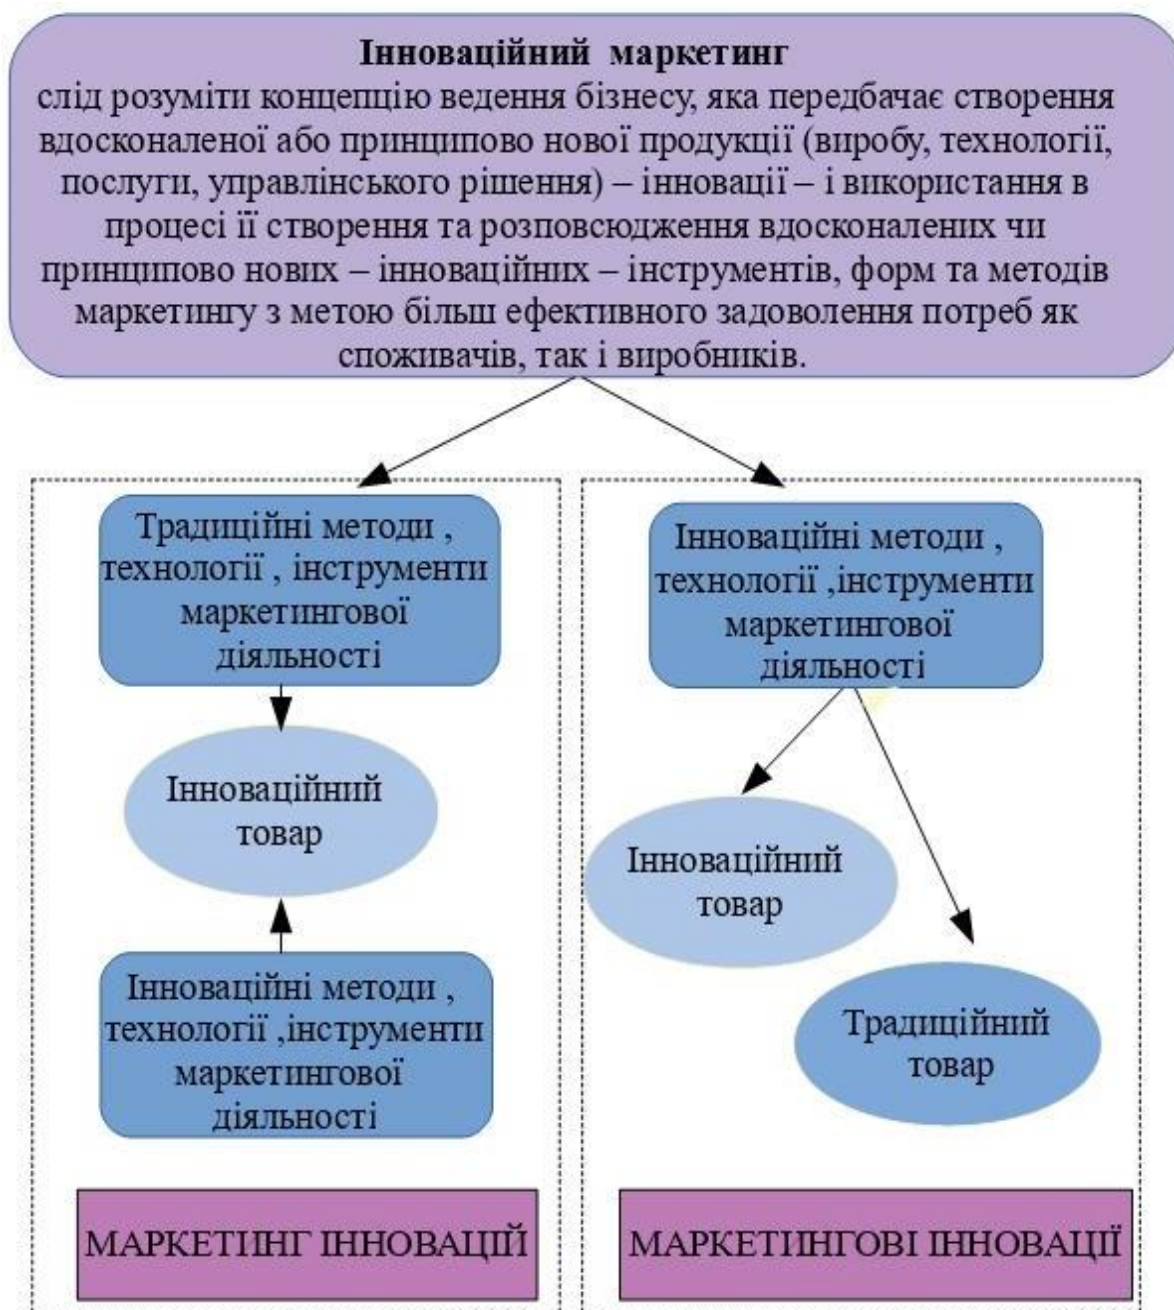 Інноваційний маркетинг
слід розуміти концепцію ведення бізнесу, яка передбачає створення
вдосконаленої або принципово нової продукції (виробу, технології,
послуги, управлінського рішення) – інновації – і використання в
процесі її створення та розповсюдження вдосконалених чи
принципово нових – інноваційних – інструментів, форм та методів
маркетингу з метою більш ефективного задоволення потреб як
споживачів, так і виробників.
Традиційні методи ,
технології , інструменти
маркетингової
діяльності
Інноваційний
товар
Інноваційні методи ,
технології ,інструменти
маркетингової
діяльності
МАРКЕТИНГ ІННОВАЦІЙ
Інноваційні методи ,
технології ,інструменти
маркетингової
діяльності
Інноваційний
товар
Традиційний
товар
МАРКЕТИНГОВІ ІННОВАЦІЇ